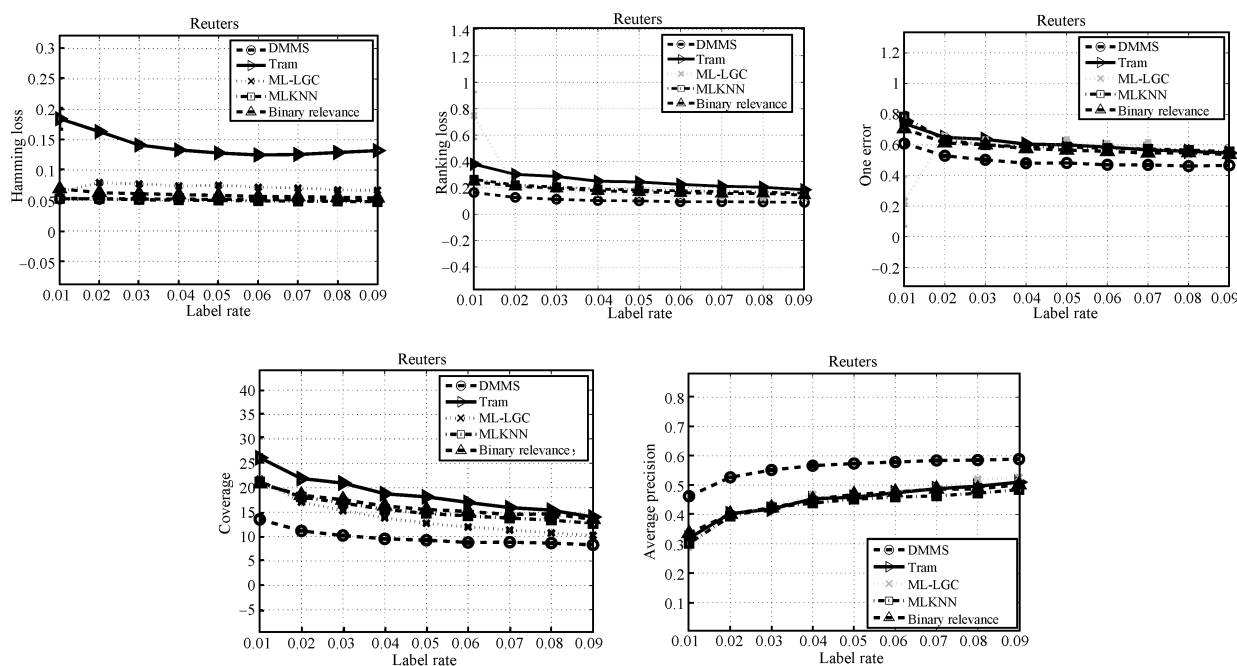 Reuters
Hamming loss
0.3
0.25
0.2
0.15
0.1
0.05
0
−0.05
DMMS
Tram
ML-LGC
MLKNN
Binary relevance
0.01 0.02 0.03 0.04 0.05 0.06 0.07 0.08 0.09
Label rate
Reuters
Ranking loss
1.4
1.2
1
0.8
0.6
0.4
0.2
0
−0.2
−0.4
DMMS
Tram
ML-LGC
MLKNN
Binary relevance
0.01 0.02 0.03 0.04 0.05 0.06 0.07 0.08 0.09
Label rate
Reuters
One error
1.2
1
0.8
0.6
0.4
0.2
0
−0.2
DMMS
Tram
ML-LGC
MLKNN
Binary relevance
0.01 0.02 0.03 0.04 0.05 0.06 0.07 0.08 0.09
Label rate
Reuters
Coverage
40
35
30
25
20
15
10
5
0
−5
DMMS
Tram
ML-LGC
MLKNN
Binary relevance,
0.01 0.02 0.03 0.04 0.05 0.06 0.07 0.08 0.09
Label rate
Reuters
Average precision
0.8
0.7
0.6
0.5
0.4
0.3
0.2
0.1
DMMS
Tram
ML-LGC
MLKNN
Binary relevance
0.01 0.02 0.03 0.04 0.05 0.06 0.07 0.08 0.09
Label rate